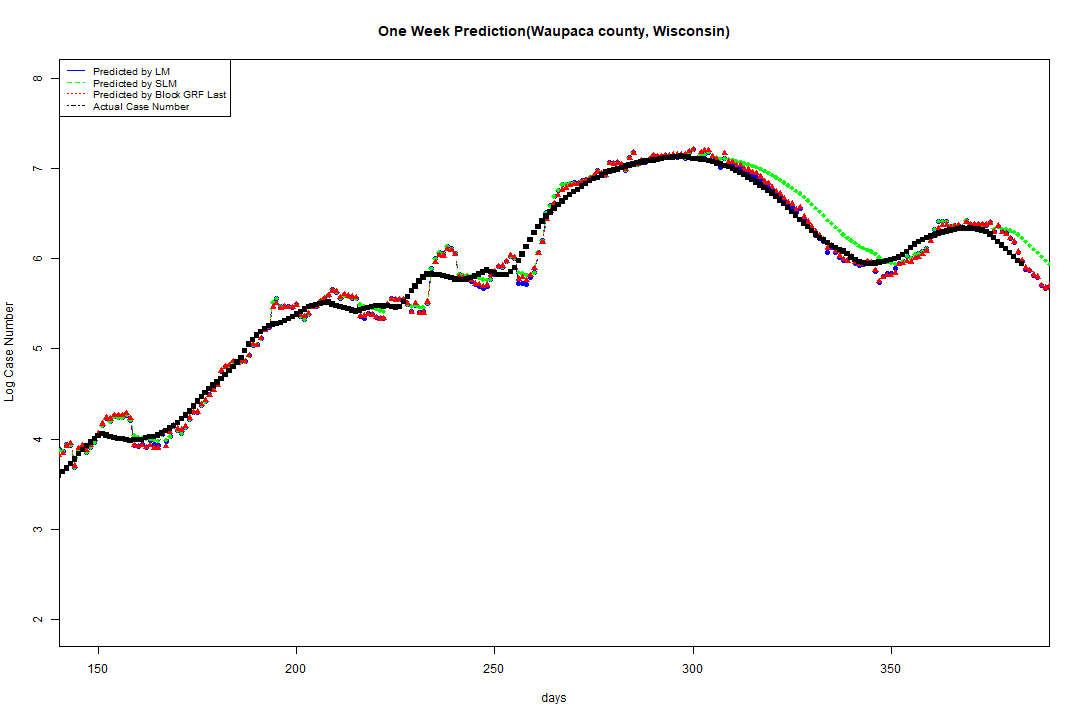 One Week Prediction(Waupaca county, Wisconsin)
Predicted by LM
Predicted by SLM
Predicted by Block GRF Last
Actual Case Number
8
7
6
5
4
3
2
Log Case Number
150 200 250 300 350
days